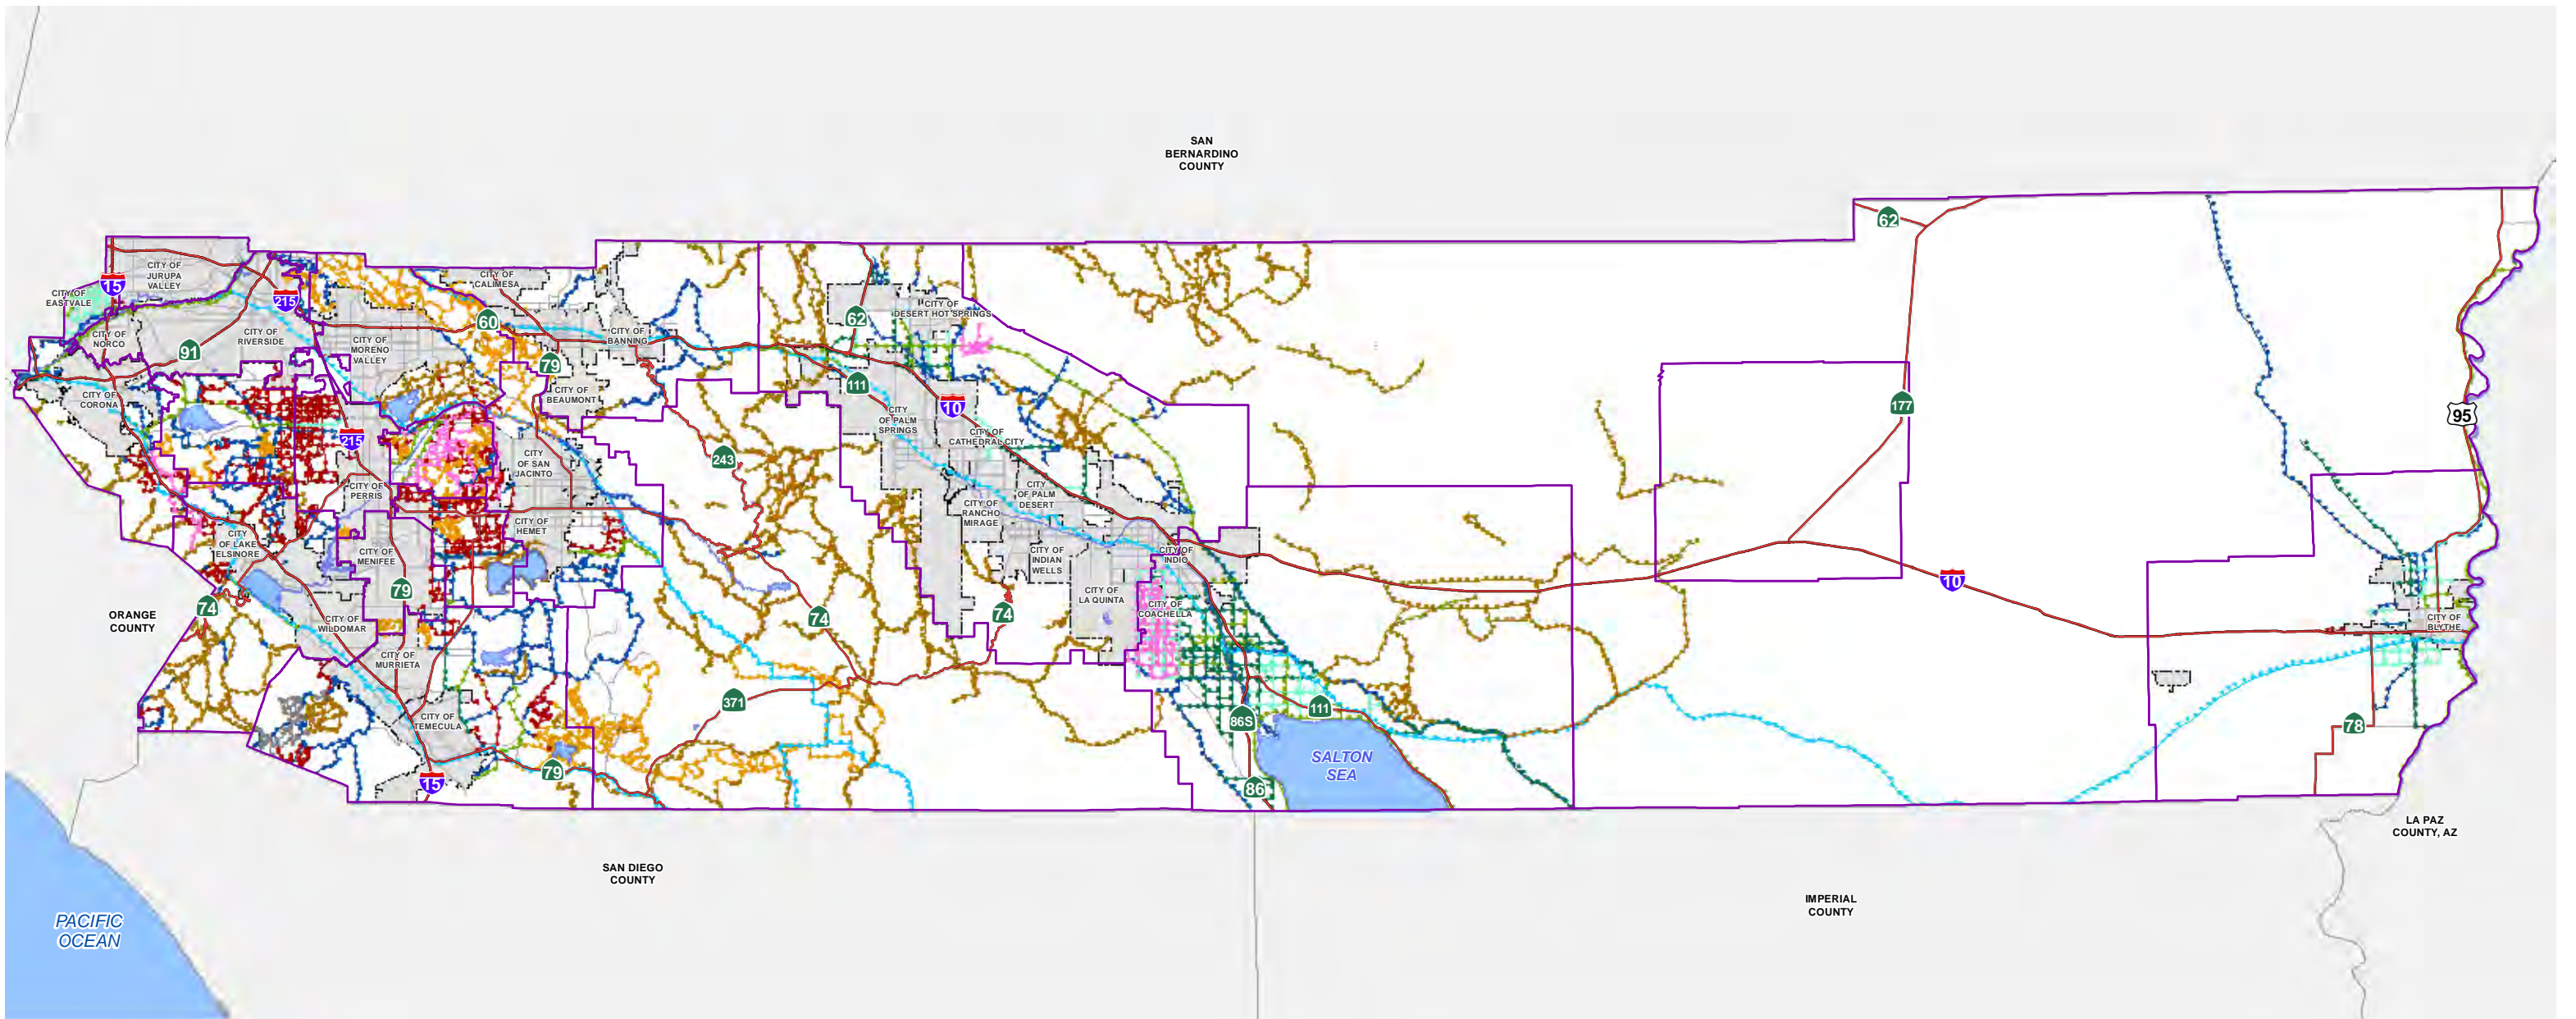 SAN
BERNARDINO
COUNTY
62
CITY OF
JURUPA
VALLEY
15
CITY OF
EASTVALE
215
CITY OF
CALIMESA
CITY OF
DESERT HOT SPRINGS
62
60
CITY OF
NORCO
CITY OF
RIVERSIDE
CITY OF
BANNING
91
CITY OF
MORENO
VALLEY
79
111
CITY OF
CORONA
CITY OF
BEAUMONT
10
177
95
CITY
OF PALM
SPRINGS
CITY OF
CATHEDRAL CITY
215
243
CITY
OF SAN
JACINTO
CITY OF
PERRIS
CITY
OF PALM
DESERT
CITY OF
RANCHO
MIRAGE
CITY OF
HEMET
CITY
OF LAKE
ELSINORE
CITY OF
MENIFEE
CITY OF
INDIAN
WELLS
CITY OF
INDIO
10
79
CITY OF
LA QUINTA
CITY OF
COACHELLA
74
74
74
ORANGE
COUNTY
CITY OF
WILDOMAR
CITY OF
BLYTHE
CITY OF
MURRIETA
371
111
86S
78
CITY OF
TEMECULA
SALTON
SEA
79
15
86
LA PAZ
COUNTY, AZ
SAN DIEGO
COUNTY
IMPERIAL
COUNTY
PACIFIC
OCEAN